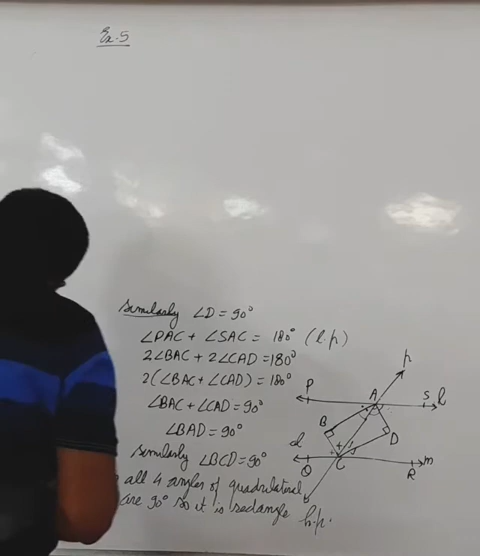 Ex-5
Similarly ∠D = 90°
∠PAC + ∠SAC = 180° (l.p)
2∠BAC + 2∠CAD = 180°
2(∠BAC + ∠CAD) = 180°
∠BAC + ∠CAD = 90°
∠BAD = 90°
Similarly ∠BCD = 90°
all 4 angles of quadrilateral
are 90° so it is rectangle h.p.
p
P A S l
B D
Q C R m